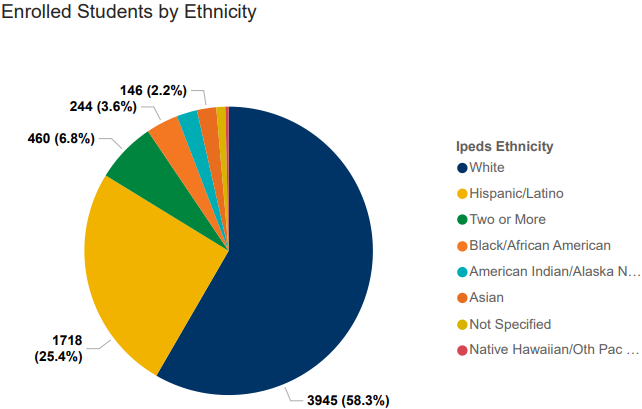 Enrolled Students by Ethnicity
146 (2.2%)
244 (3.6%)
460 (6.8%)
1718
(25.4%)
3945 (58.3%)
Ipeds Ethnicity
White
Hispanic/Latino
Two or More
Black/African American
American Indian/Alaska N…
Asian
Not Specified
Native Hawaiian/Oth Pac …